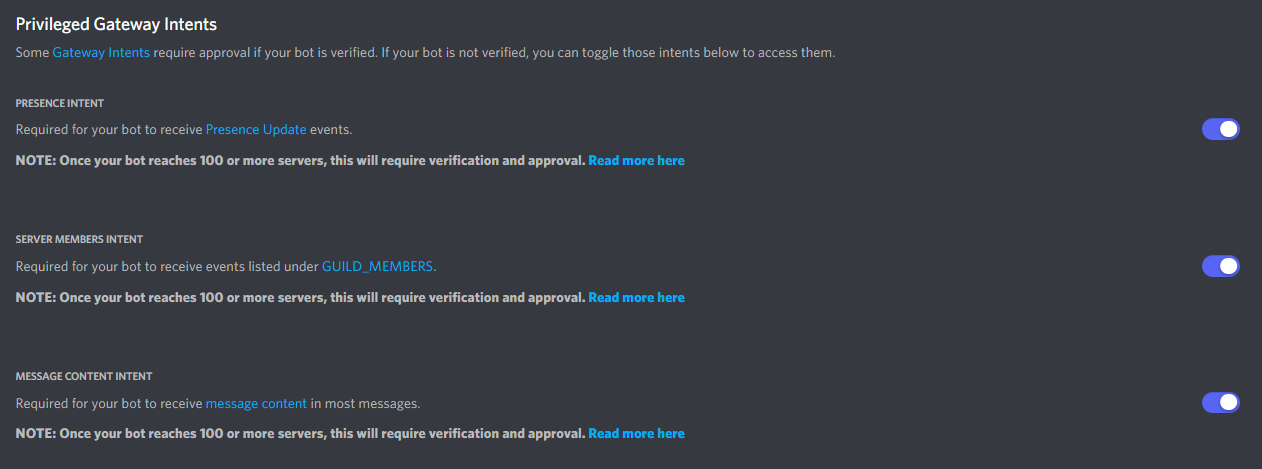 Privileged Gateway Intents
Some Gateway Intents require approval if your bot is verified. If your bot is not verified, you can toggle those intents below to access them.
PRESENCE INTENT
Required for your bot to receive Presence Update events.
NOTE: Once your bot reaches 100 or more servers, this will require verification and approval. Read more here
SERVER MEMBERS INTENT
Required for your bot to receive events listed under GUILD_MEMBERS.
NOTE: Once your bot reaches 100 or more servers, this will require verification and approval. Read more here
MESSAGE CONTENT INTENT
Required for your bot to receive message content in most messages.
NOTE: Once your bot reaches 100 or more servers, this will require verification and approval. Read more here